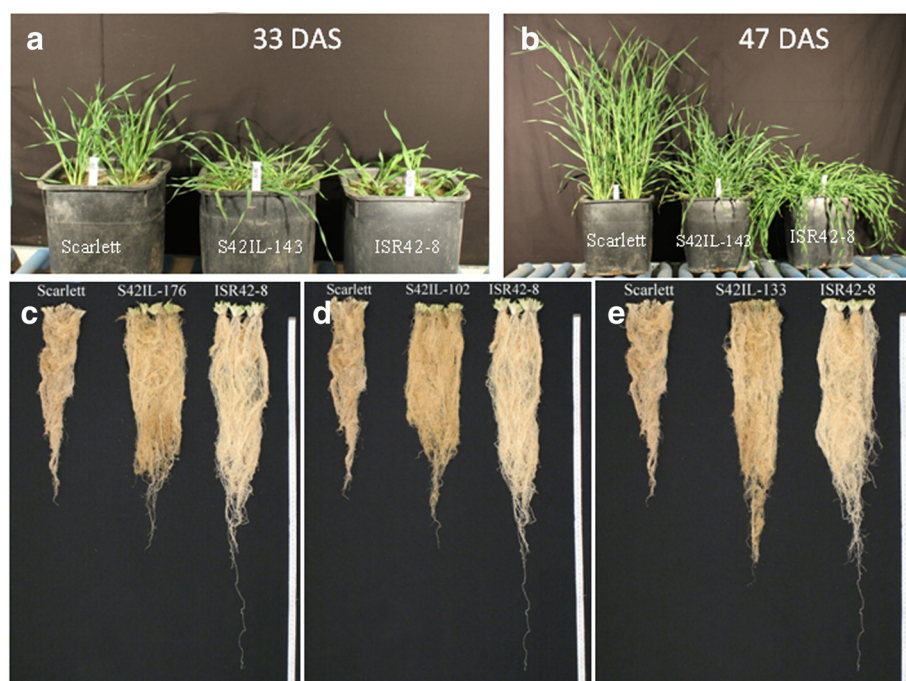 a
33 DAS
Scarlett
S42IL-143
ISR42-8
b
47 DAS
Scarlett
S42IL-143
ISR42-8
c
Scarlett
S42IL-176
ISR42-8
d
Scarlett
S42IL-102
ISR42-8
e
Scarlett
S42IL-133
ISR42-8